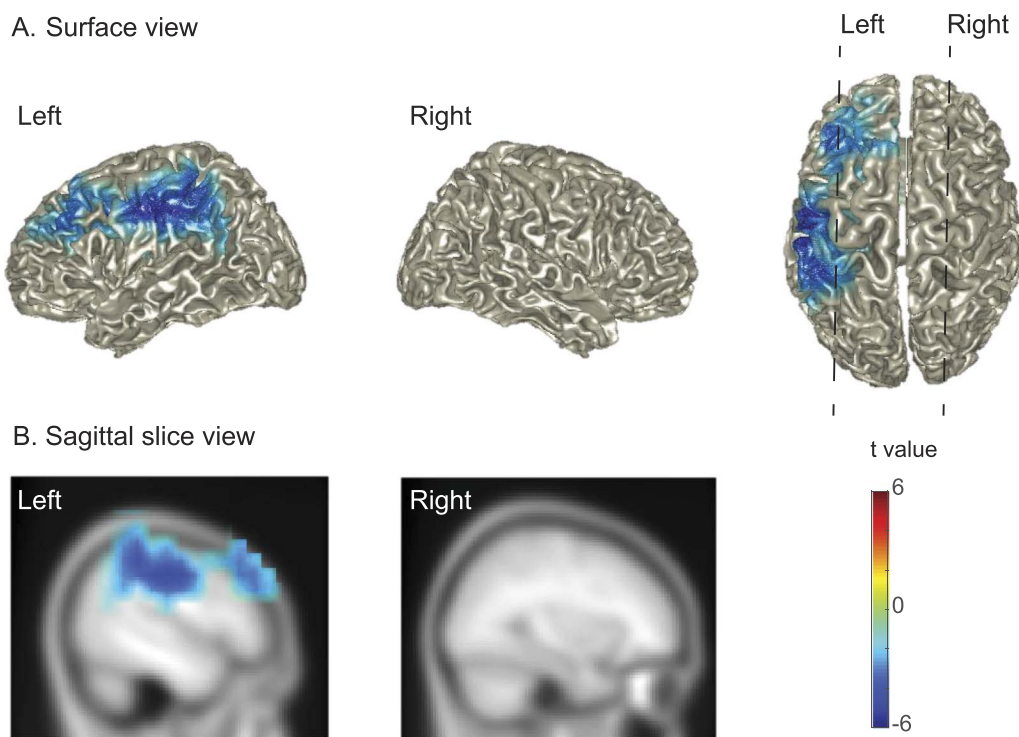 A. Surface view
Left
Right
Left
Right
B. Sagittal slice view
Left
Right
t value
6
0
-6